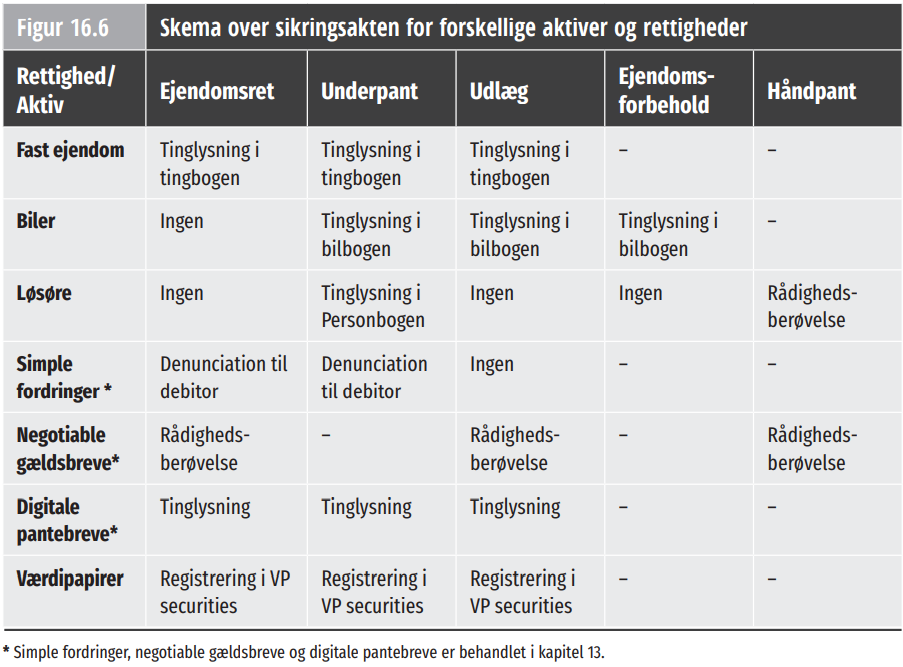 Figur 16.6 Skema over sikringsakten for forskellige aktiver og rettigheder
Rettighed/ Ejendomsret Underpant Udlæg Ejendoms- Håndpant
Aktiv forbehold
Fast ejendom Tinglysning i Tinglysning i Tinglysning i – –
tingbogen tingbogen tingbogen
Biler Ingen Tinglysning i Tinglysning i Tinglysning i –
bilbogen bilbogen bilbogen
Løsøre Ingen Tinglysning i Ingen Ingen Rådigheds-
Personbogen berøvelse
Simple Denunciation til Denunciation Ingen – –
fordringer * debitor til debitor
Negotiable Rådigheds- – Rådigheds- – Rådigheds-
gældsbreve* berøvelse berøvelse berøvelse
Digitale Tinglysning Tinglysning Tinglysning – –
pantebreve*
Værdipapirer Registrering i VP Registrering i Registrering i – –
securities VP securities VP securities
* Simple fordringer, negotiable gældsbreve og digitale pantebreve er behandlet i kapitel 13.